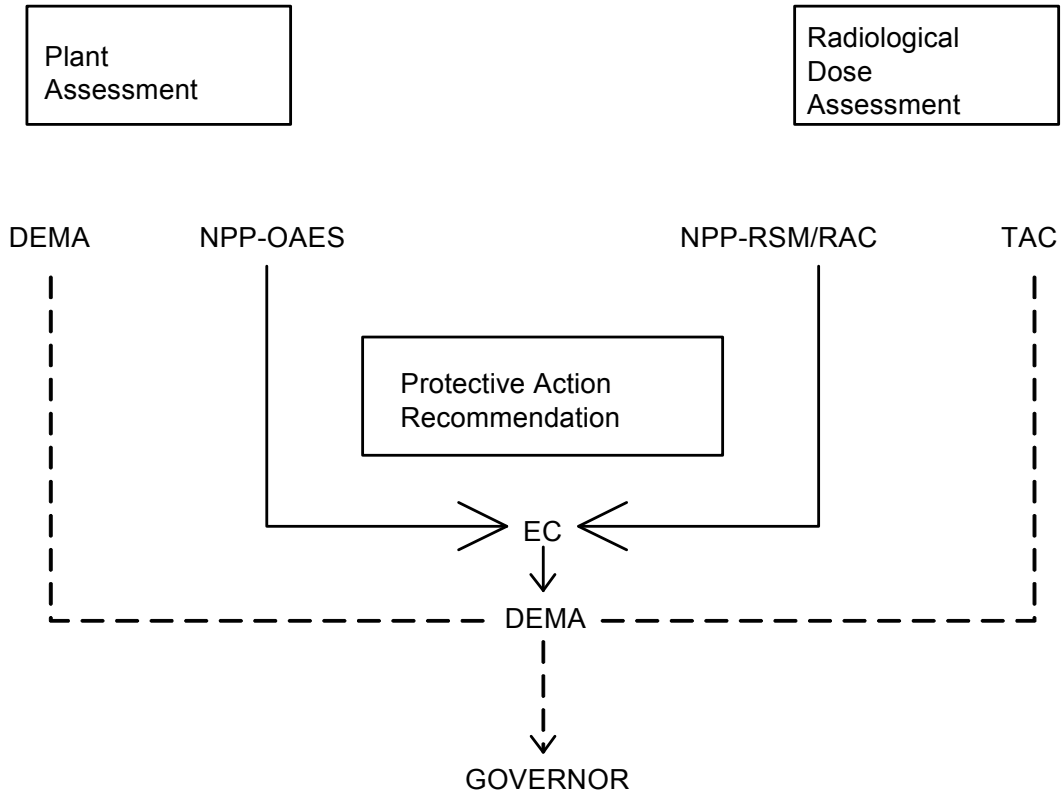 Plant
Assessment
Radiological
Dose
Assessment
DEMA
NPP-OAES
NPP-RSM/RAC
TAC
Protective Action
Recommendation
EC
DEMA
GOVERNOR